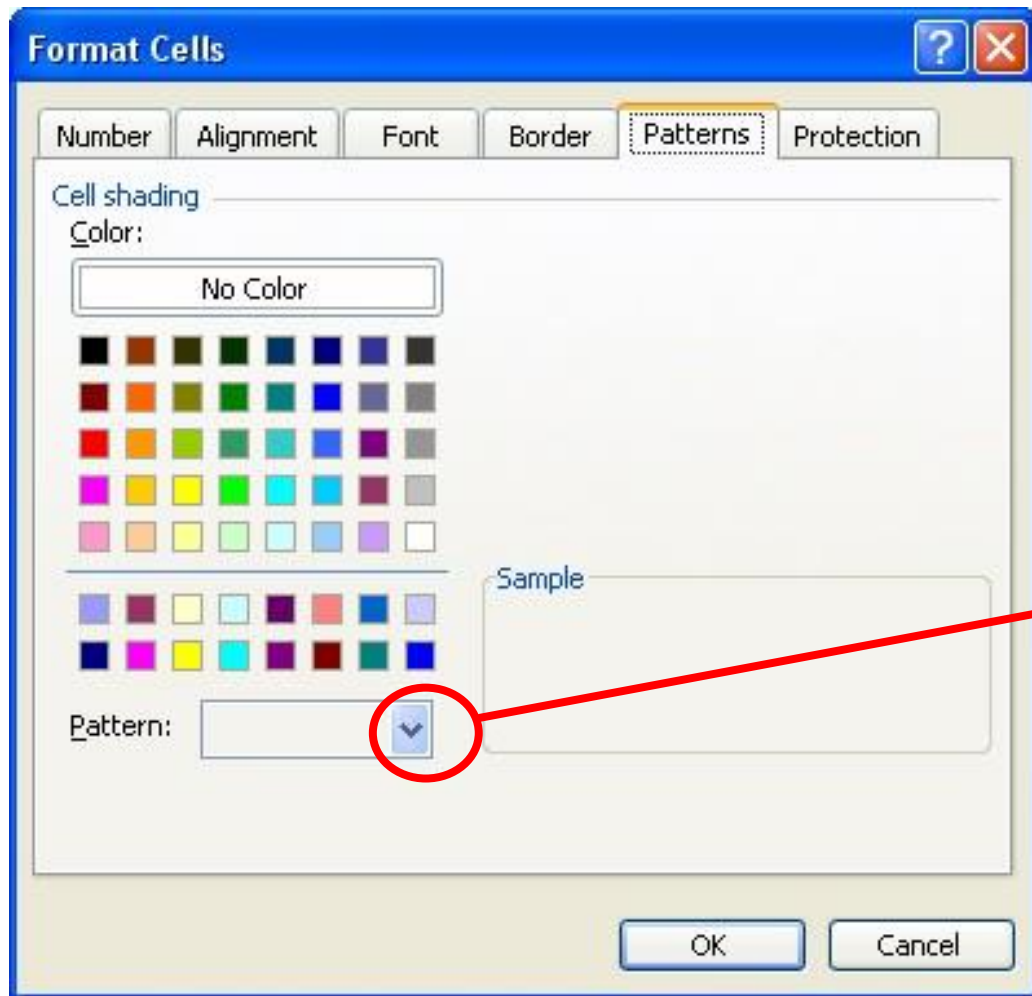 Format Cells
Number Alignment Font Border Patterns Protection
Cell shading
Color:
No Color
Sample
Pattern:
OK Cancel